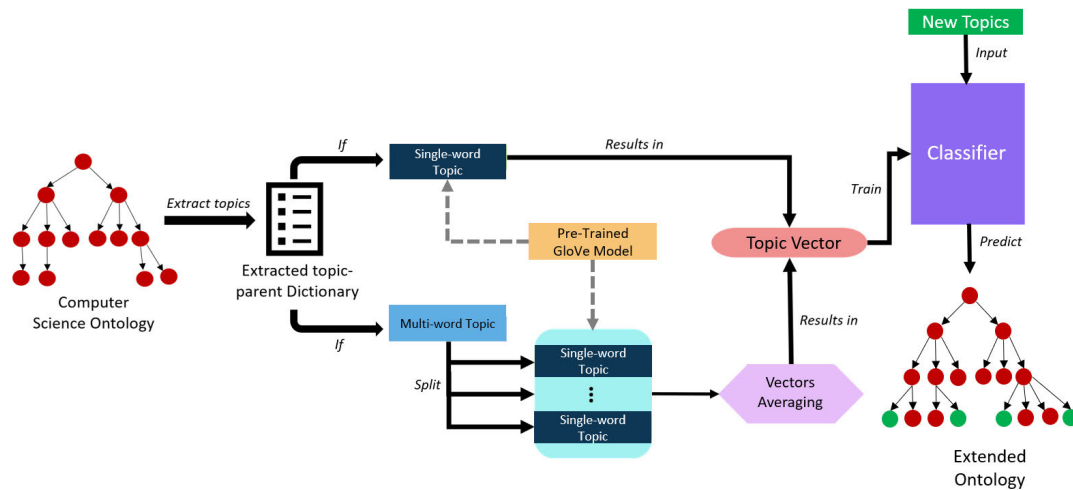 New Topics
Input
Classifier
If
Single-word
Topic
Results in
Extract topics
Train
Pre-Trained
GloVe Model
Topic Vector
Predict
Extracted topic-
parent Dictionary
Computer
Science Ontology
If
Multi-word Topic
Results in
Split
Single-word
Topic
...
Single-word
Topic
Vectors
Averaging
Extended
Ontology